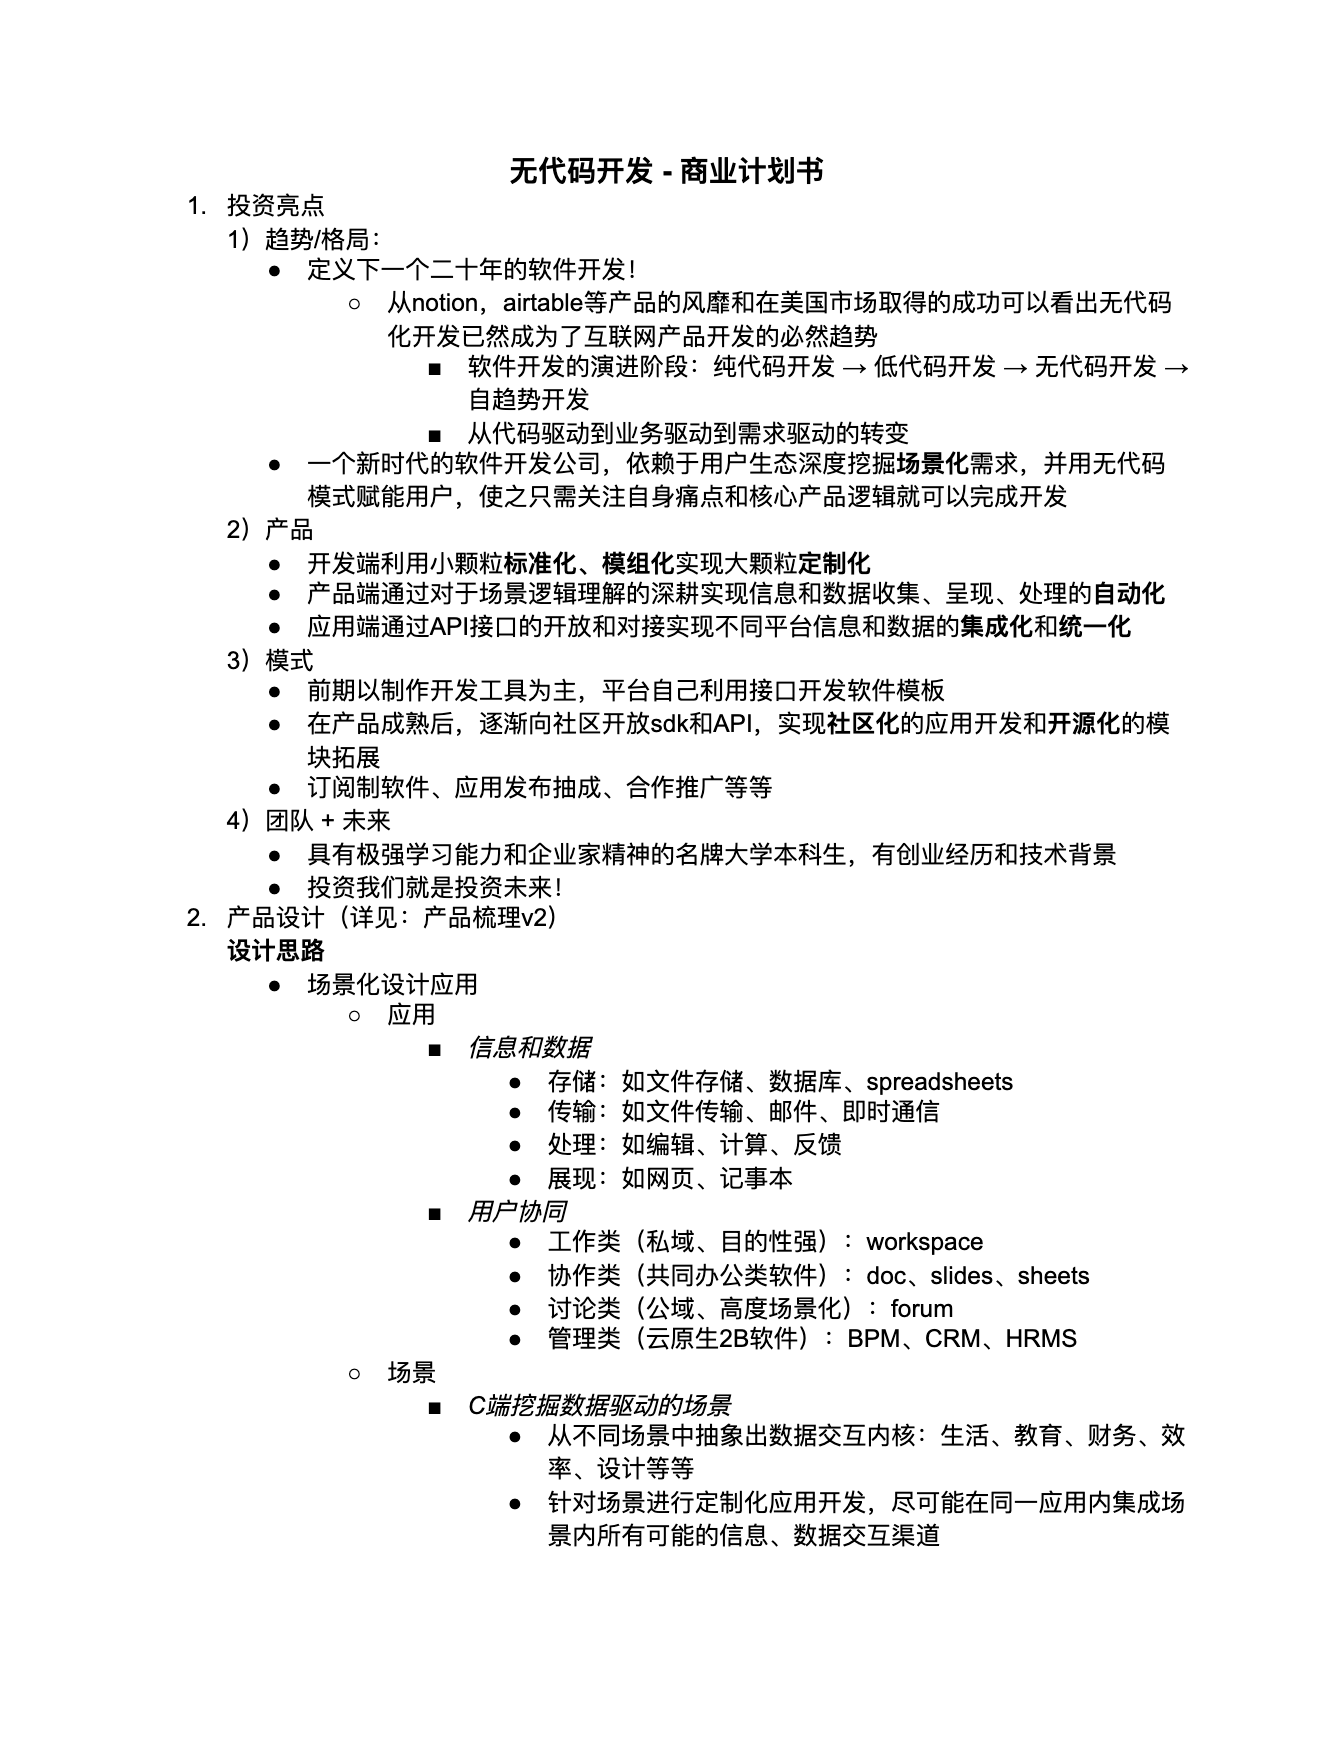 无代码开发 - 商业计划书
1. 投资亮点
1）趋势/格局：
● 定义下一个二十年的软件开发！
○ 从notion，airtable等产品的风靡和在美国市场取得的成功可以看出无代码
化开发已然成为了互联网产品开发的必然趋势
■ 软件开发的演进阶段：纯代码开发 → 低代码开发 → 无代码开发 →
自趋势开发
■ 从代码驱动到业务驱动到需求驱动的转变
● 一个新时代的软件开发公司，依赖于用户生态深度挖掘场景化需求，并用无代码
模式赋能用户，使之只需关注自身痛点和核心产品逻辑就可以完成开发
2）产品
● 开发端利用小颗粒标准化、模组化实现大颗粒定制化
● 产品端通过对于场景逻辑理解的深耕实现信息和数据收集、呈现、处理的自动化
● 应用端通过API接口的开放和对接实现不同平台信息和数据的集成化和统一化
3）模式
● 前期以制作开发工具为主，平台自己利用接口开发软件模板
● 在产品成熟后，逐渐向社区开放sdk和API，实现社区化的应用开发和开源化的模
块拓展
● 订阅制软件、应用发布抽成、合作推广等等
4）团队 + 未来
● 具有极强学习能力和企业家精神的名牌大学本科生，有创业经历和技术背景
● 投资我们就是投资未来！
2. 产品设计（详见：产品梳理v2）
设计思路
● 场景化设计应用
○ 应用
■ 信息和数据
● 存储：如文件存储、数据库、spreadsheets
● 传输：如文件传输、邮件、即时通信
● 处理：如编辑、计算、反馈
● 展现：如网页、记事本
■ 用户协同
● 工作类（私域、目的性强）：workspace
● 协作类（共同办公类软件）：doc、slides、sheets
● 讨论类（公域、高度场景化）：forum
● 管理类（云原生2B软件）：BPM、CRM、HRMS
○ 场景
■ C端挖掘数据驱动的场景
● 从不同场景中抽象出数据交互内核：生活、教育、财务、效
率、设计等等
● 针对场景进行定制化应用开发，尽可能在同一应用内集成场
景内所有可能的信息、数据交互渠道